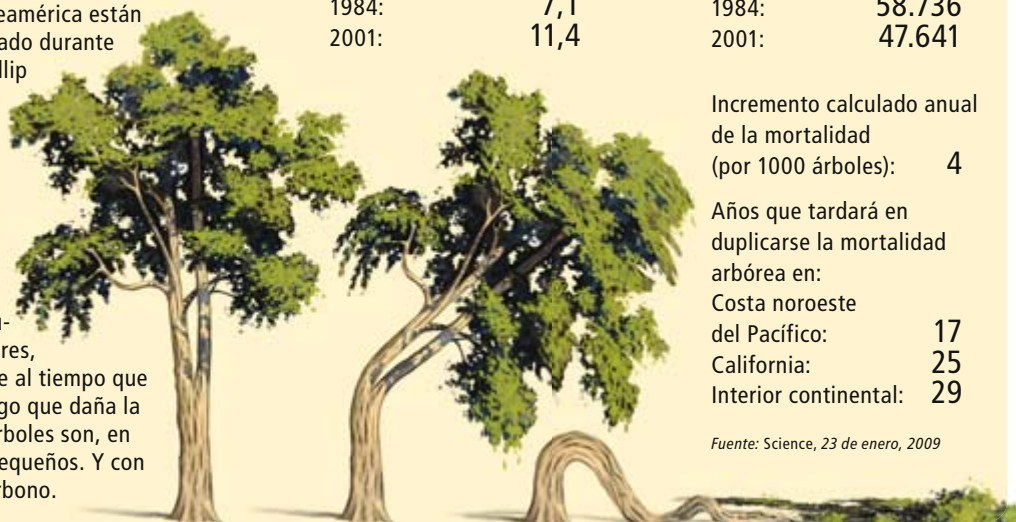 eamérica están
ado durante
llip
res,
e al tiempo que
go que daña la
rboles son, en
equeños. Y con
rbono.
1984: 7,1
2001: 11,4
1984: 58.736
2001: 47.641
Incremento calculado anual
de la mortalidad
(por 1000 árboles): 4
Años que tardará en
duplicarse la mortalidad
arbórea en:
Costa noroeste
del Pacífico: 17
California: 25
Interior continental: 29
Fuente: Science, 23 de enero, 2009